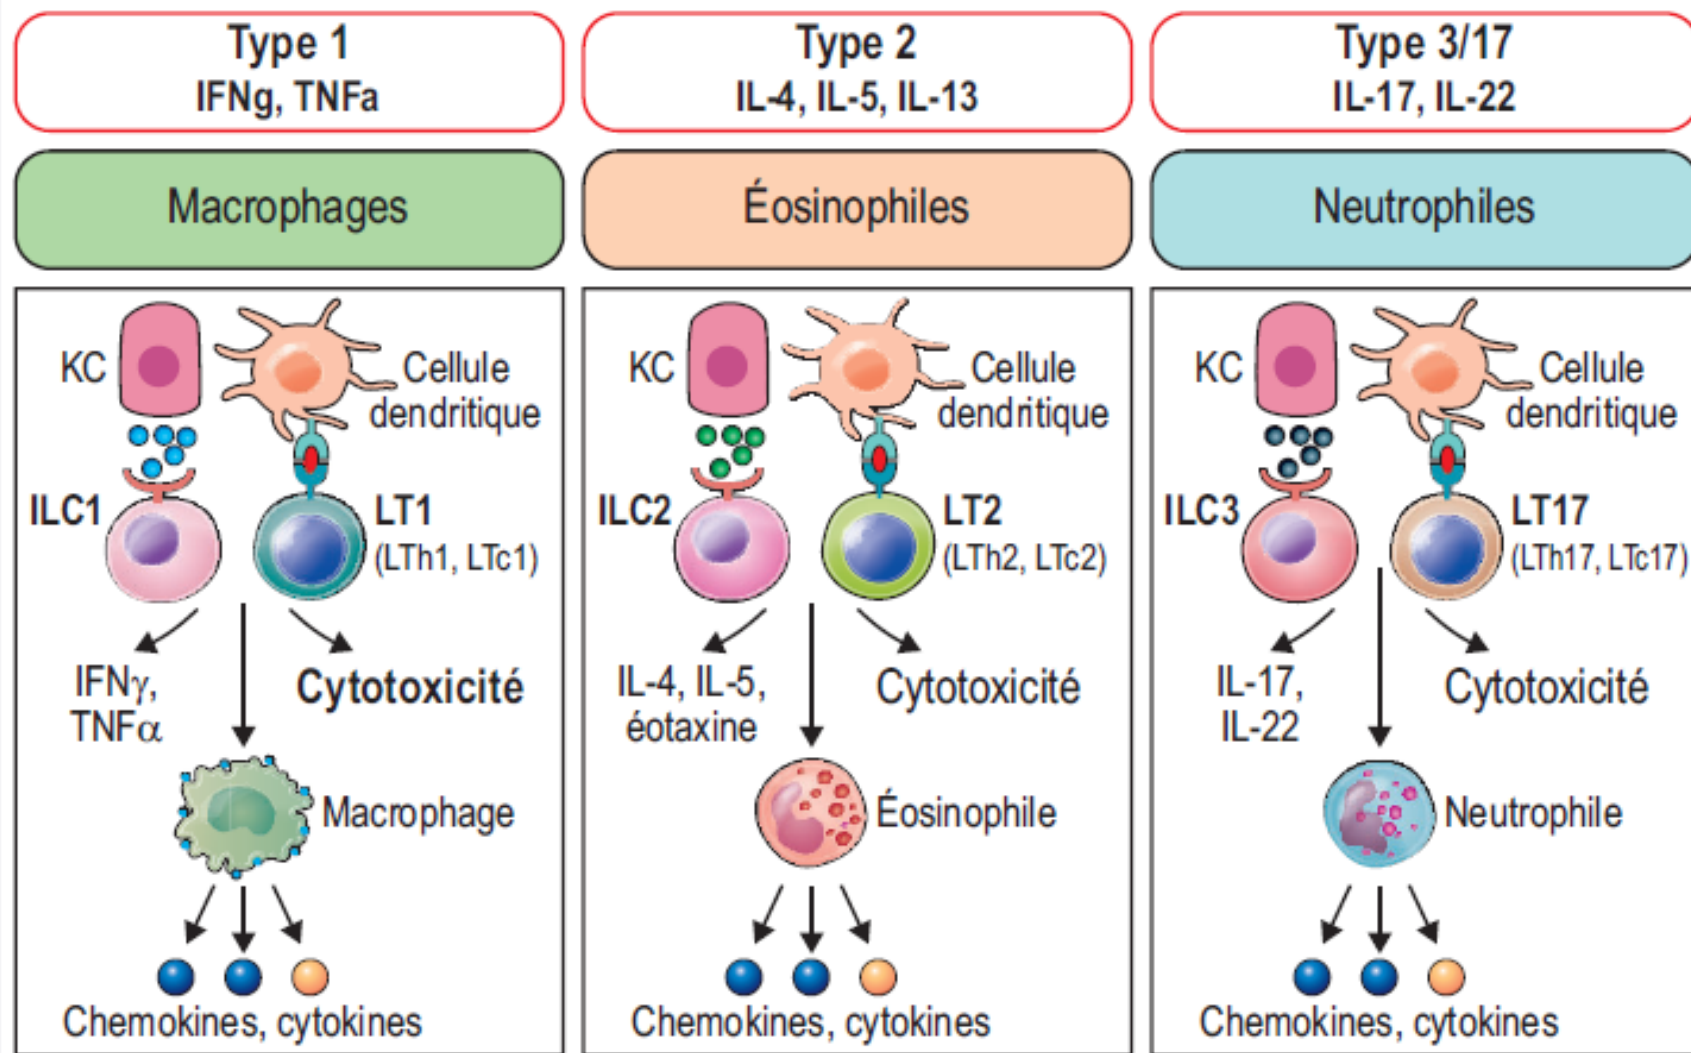 Type 1
IFNg, TNFa
Macrophages
KC
Cellule
dendritique
ILC1
LT1
(LTh1, LTc1)
IFNγ,
TNFα
Cytotoxicité
Macrophage
Chemokines, cytokines
Type 2
IL-4, IL-5, IL-13
Éosinophiles
KC
Cellule
dendritique
ILC2
LT2
(LTh2, LTc2)
IL-4, IL-5,
éotaxine
Cytotoxicité
Éosinophile
Chemokines, cytokines
Type 3/17
IL-17, IL-22
Neutrophiles
KC
Cellule
dendritique
ILC3
LT17
(LTh17, LTc17)
IL-17,
IL-22
Cytotoxicité
Neutrophile
Chemokines, cytokines